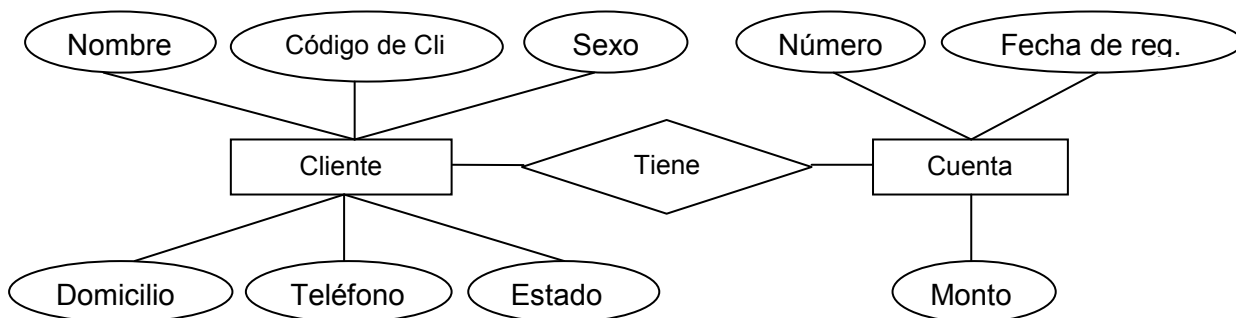 Nombre
Código de Cli
Sexo
Número
Fecha de reg.
Cliente
Tiene
Cuenta
Domicilio
Teléfono
Estado
Monto